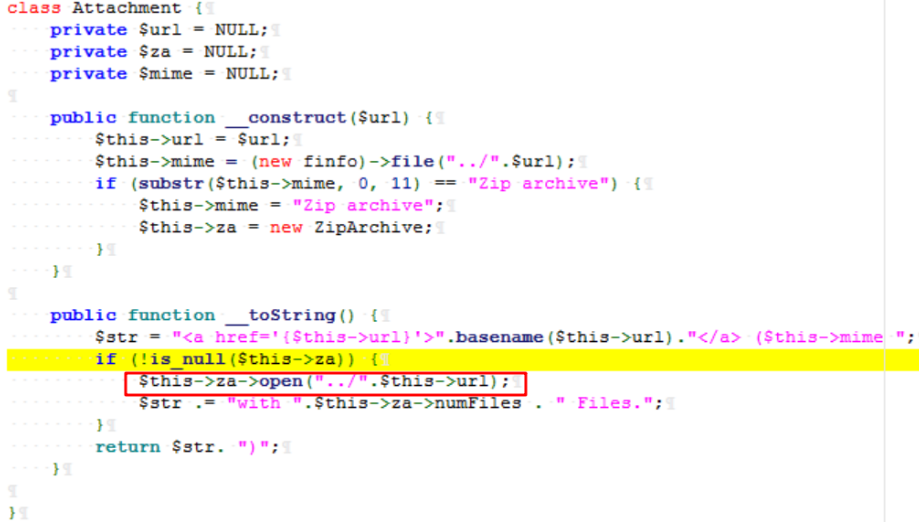 class Attachment {
private $url = NULL;
private $za = NULL;
private $mime = NULL;
public function __construct($url) {
$this->url = $url;
$this->mime = (new finfo)->file("../".$url);
if (substr($this->mime, 0, 11) == "Zip archive") {
$this->mime = "Zip archive";
$this->za = new ZipArchive;
}
}
public function __toString() {
$str = "<a href='{$this->url}'>".basename($this->url)."</a> ($this->mime ";
if (!is_null($this->za)) {
$this->za->open("../".$this->url);
$str .= "with ".$this->za->numFiles . " Files.";
}
return $str. ")";
}
}